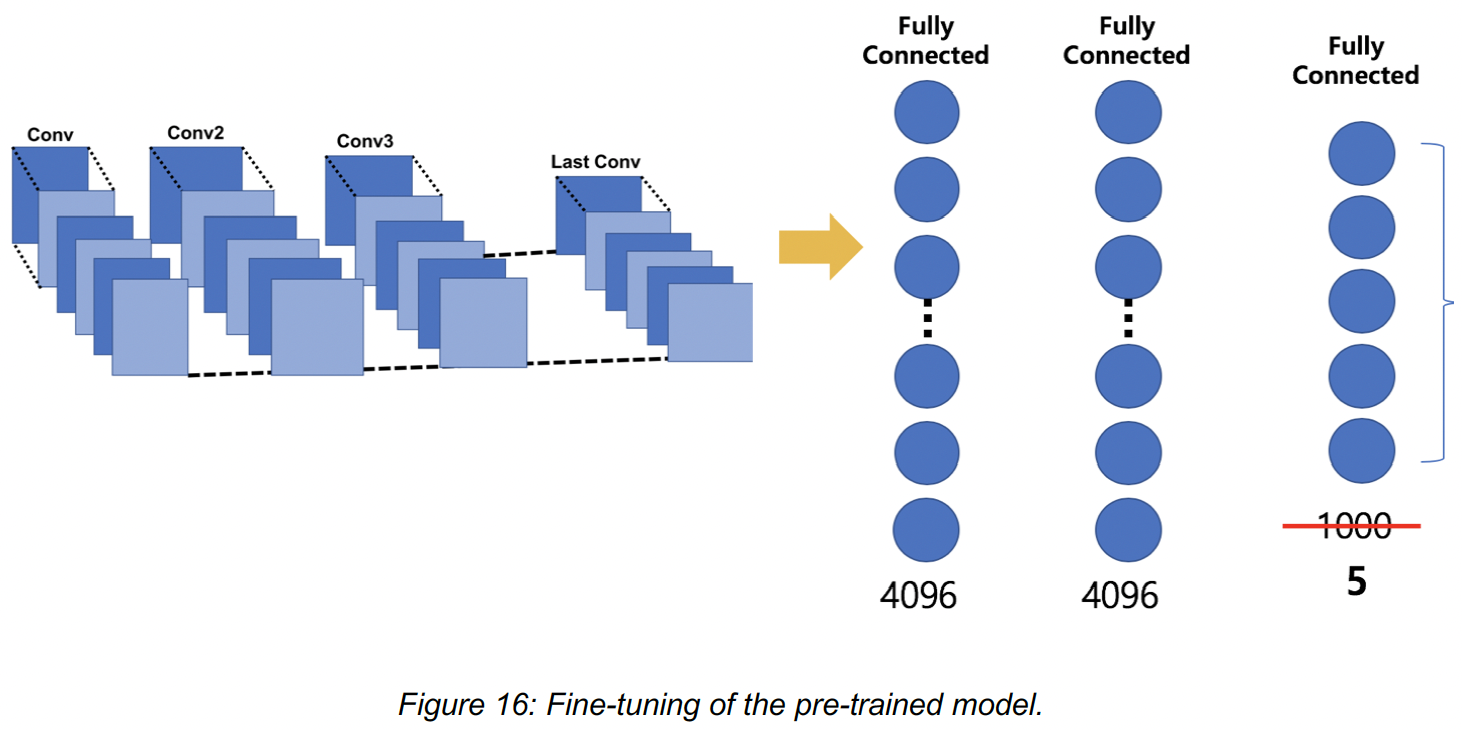 Conv
Conv2
Conv3
Last Conv
Fully
Connected
4096
Fully
Connected
4096
Fully
Connected
1000
5
Figure 16: Fine-tuning of the pre-trained model.